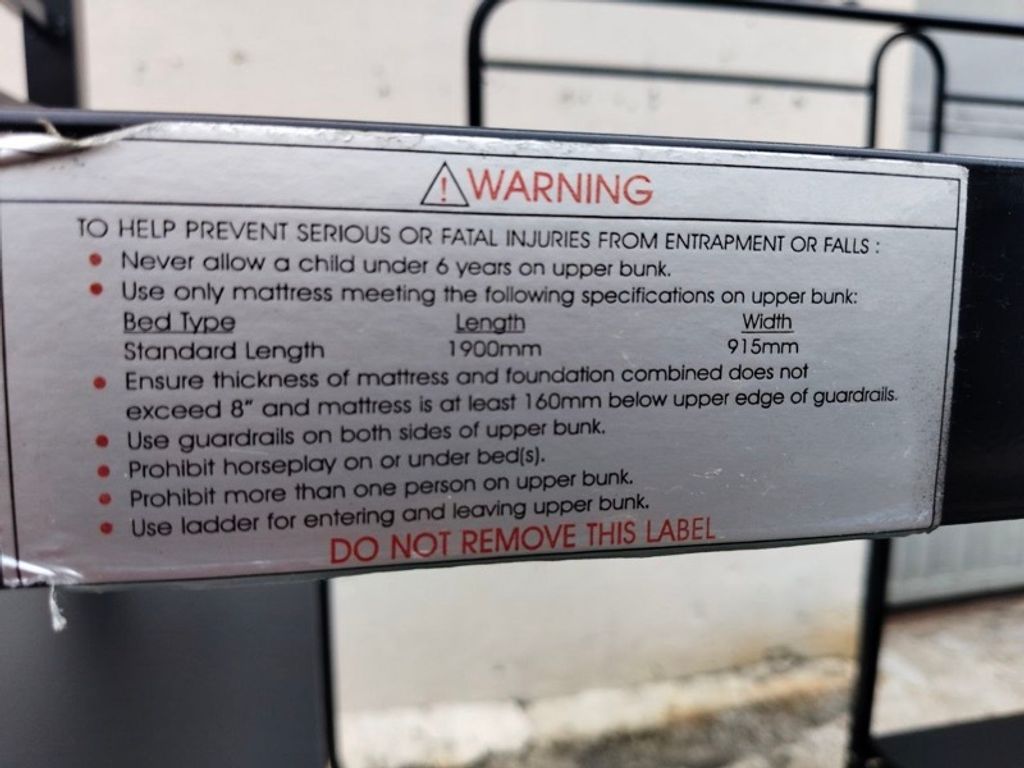 ⚠ WARNING
TO HELP PREVENT SERIOUS OR FATAL INJURIES FROM ENTRAPMENT OR FALLS :
• Never allow a child under 6 years on upper bunk.
• Use only mattress meeting the following specifications on upper bunk:
Bed Type Length Width
Standard Length 1900mm 915mm
• Ensure thickness of mattress and foundation combined does not
exceed 8" and mattress is at least 160mm below upper edge of guardrails.
• Use guardrails on both sides of upper bunk.
• Prohibit horseplay on or under bed(s).
• Prohibit more than one person on upper bunk.
• Use ladder for entering and leaving upper bunk.
DO NOT REMOVE THIS LABEL